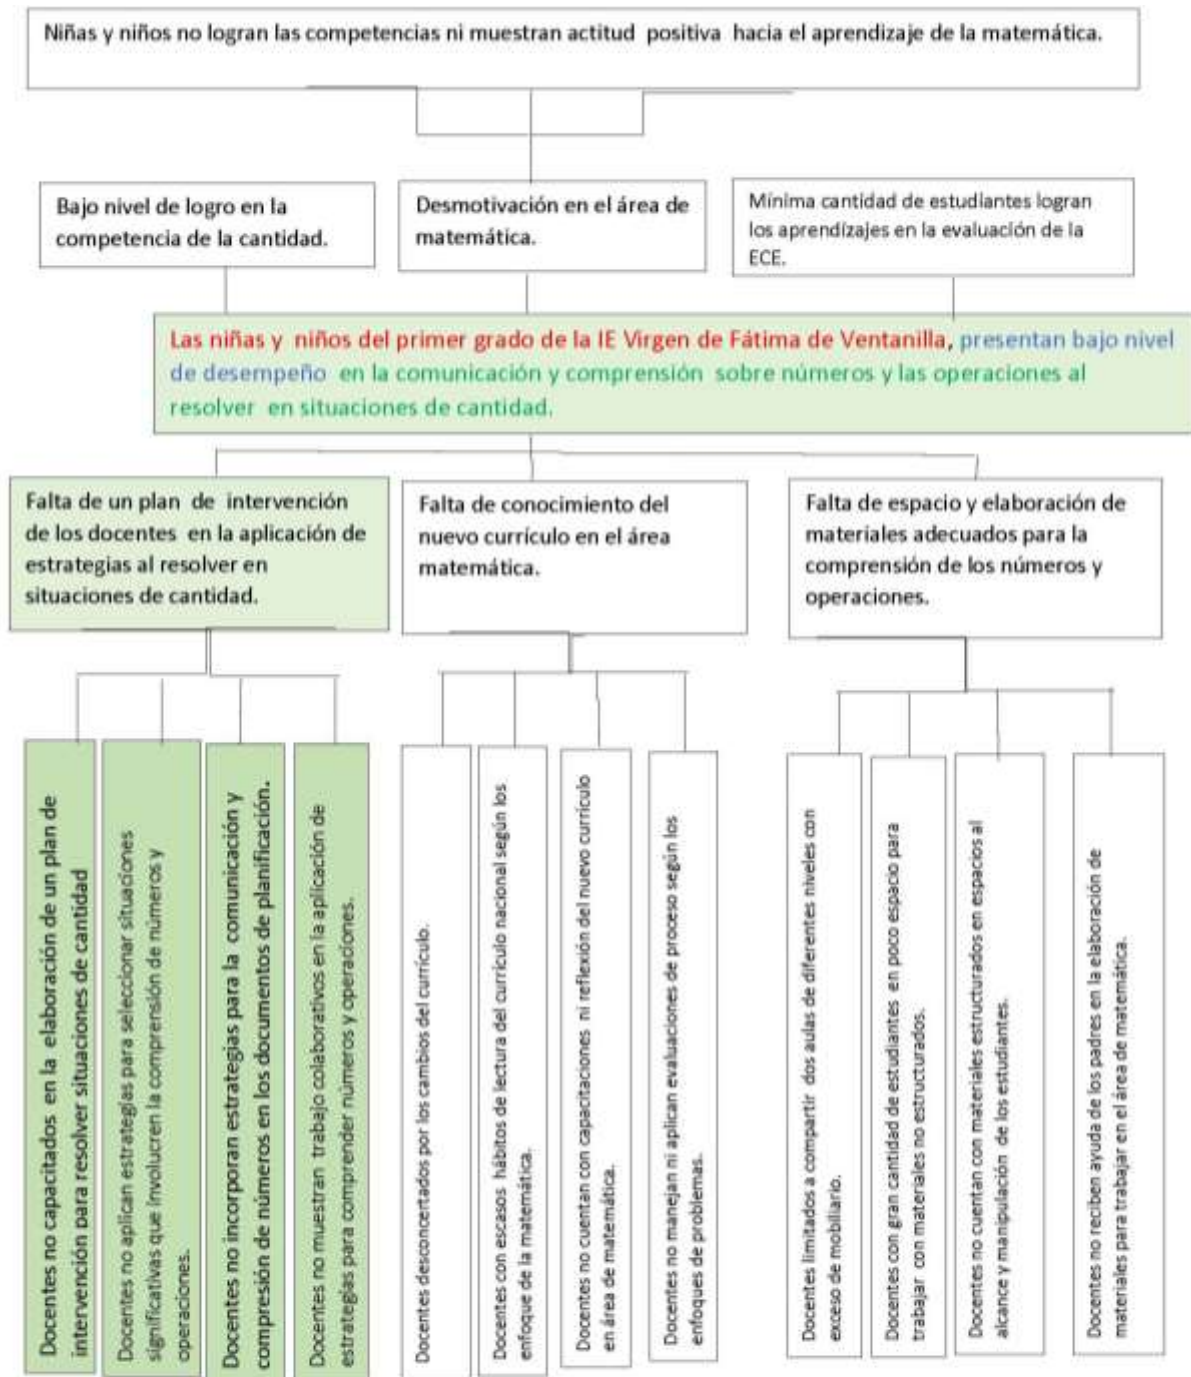 Niñas y niños no logran las competencias ni muestran actitud positiva hacia el aprendizaje de la matemática.
Bajo nivel de logro en la
competencia de la cantidad.
Desmotivación en el área de
matemática.
Mínima cantidad de estudiantes logran
los aprendizajes en la evaluación de la
ECE.
Las niñas y niños del primer grado de la IE Virgen de Fátima de Ventanilla, presentan bajo nivel
de desempeño en la comunicación y comprensión sobre números y las operaciones al
resolver en situaciones de cantidad.
Falta de un plan de intervención
de los docentes en la aplicación de
estrategias al resolver en
situaciones de cantidad.
Falta de conocimiento del
nuevo currículo en el área
matemática.
Falta de espacio y elaboración de
materiales adecuados para la
comprensión de los números y
operaciones.
Docentes no capacitados en la elaboración de un plan de
intervención para resolver situaciones de cantidad
Docentes no aplican estrategias para seleccionar situaciones
significativas que involucren la comprensión de números y
operaciones.
Docentes no incorporan estrategias para la comunicación y
compresión de números en los documentos de planificación.
Docentes no muestran trabajo colaborativos en la aplicación de
estrategias para comprender números y operaciones.
Docentes desconcertados por los cambios del currículo.
Docentes con escasos hábitos de lectura del currículo nacional según los
enfoque de la matemática.
Docentes no cuentan con capacitaciones ni reflexión del nuevo currículo
en área de matemática.
Docentes no manejan ni aplican evaluaciones de proceso según los
enfoques de problemas.
Docentes limitados a compartir dos aulas de diferentes niveles con
exceso de mobiliario.
Docentes con gran cantidad de estudiantes en poco espacio para
trabajar con materiales no estructurados.
Docentes no cuentan con materiales estructurados en espacios al
alcance y manipulación de los estudiantes.
Docentes no reciben ayuda de los padres en la elaboración de
materiales para trabajar en el área de matemática.